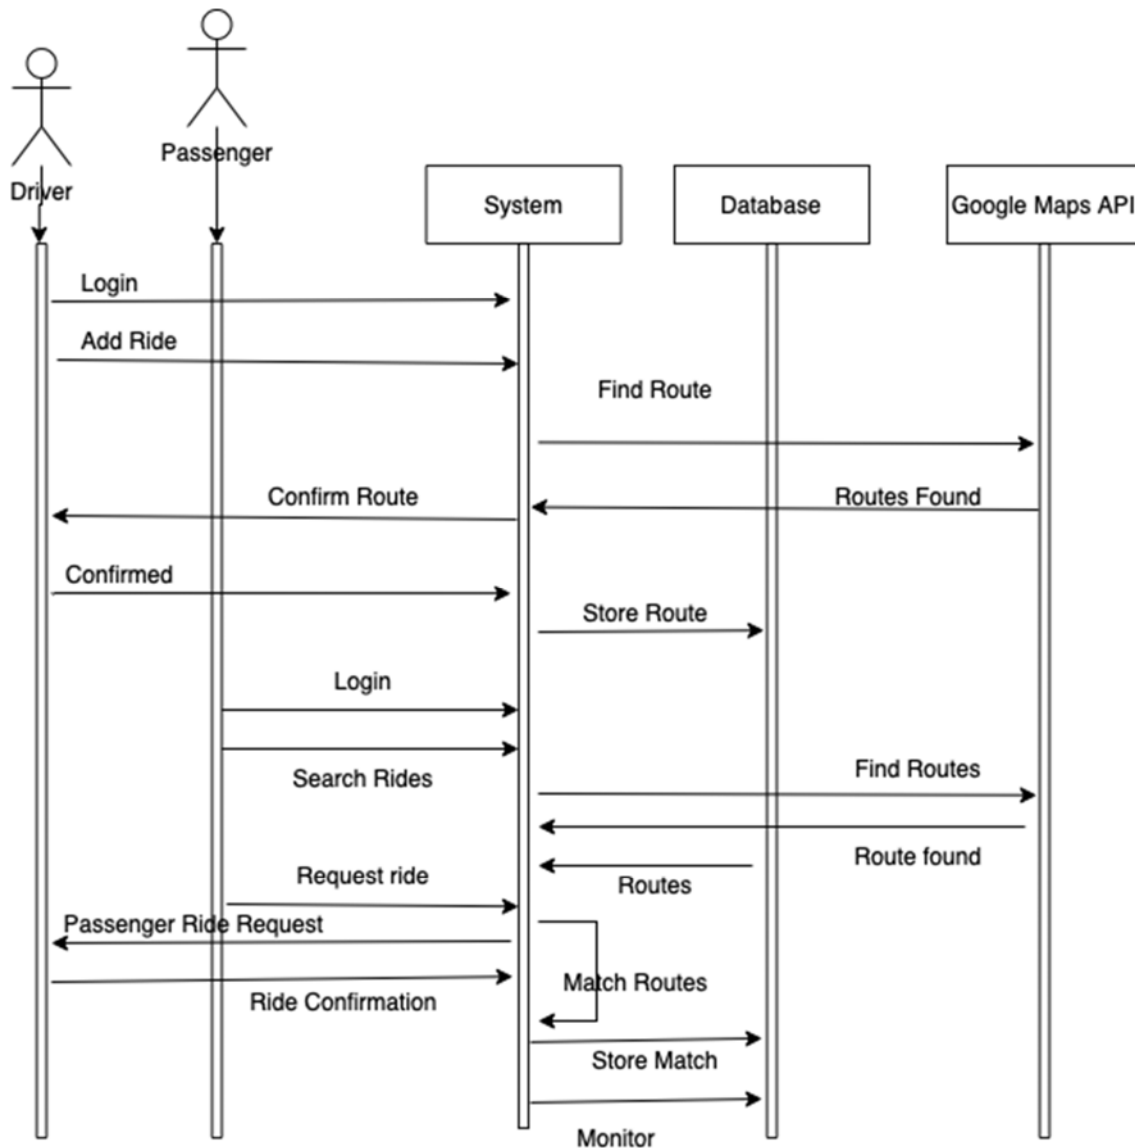 Passenger
Driver
System
Database
Google Maps API
Login
Add Ride
Find Route
Confirm Route
Routes Found
Confirmed
Store Route
Login
Search Rides
Find Routes
Route found
Request ride
Routes
Passenger Ride Request
Match Routes
Ride Confirmation
Store Match
Monitor